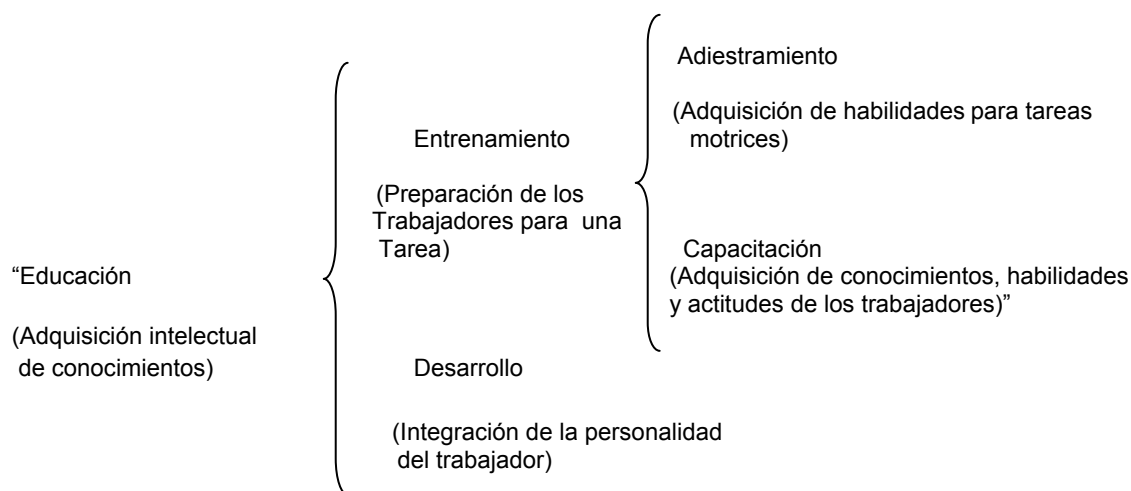 “Educación
(Adquisición intelectual
de conocimientos)
Entrenamiento
(Preparación de los
Trabajadores para una
Tarea)
Desarrollo
(Integración de la personalidad
del trabajador)
Adiestramiento
(Adquisición de habilidades para tareas
motrices)
Capacitación
(Adquisición de conocimientos, habilidades
y actitudes de los trabajadores)”